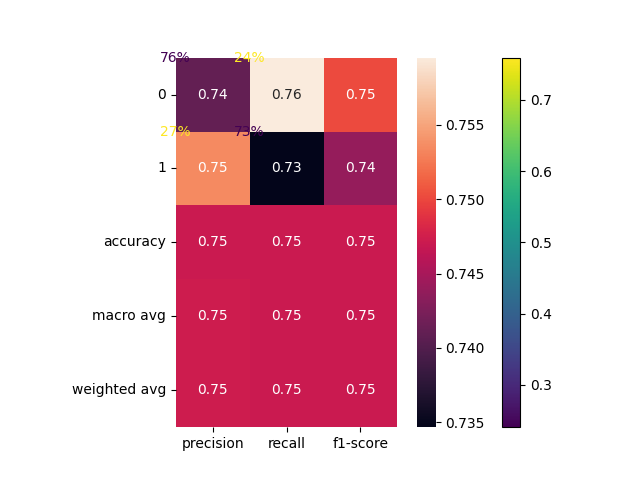 76% 24%
0 0.74 0.76 0.75
27% 73%
1 0.75 0.73 0.74
accuracy 0.75 0.75 0.75
macro avg 0.75 0.75 0.75
weighted avg 0.75 0.75 0.75
precision recall f1-score
0.755
0.750
0.745
0.740
0.735
0.7
0.6
0.5
0.4
0.3